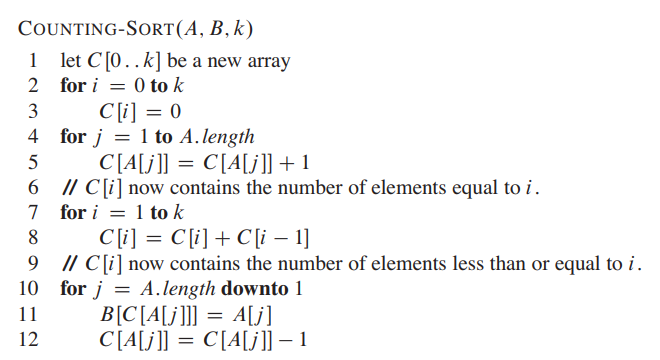 COUNTING-SORT(A, B, k)
1 let C[0..k] be a new array
2 for i = 0 to k
3 C[i] = 0
4 for j = 1 to A.length
5 C[A[j]] = C[A[j]] + 1
6 // C[i] now contains the number of elements equal to i.
7 for i = 1 to k
8 C[i] = C[i] + C[i − 1]
9 // C[i] now contains the number of elements less than or equal to i.
10 for j = A.length downto 1
11 B[C[A[j]]] = A[j]
12 C[A[j]] = C[A[j]] − 1